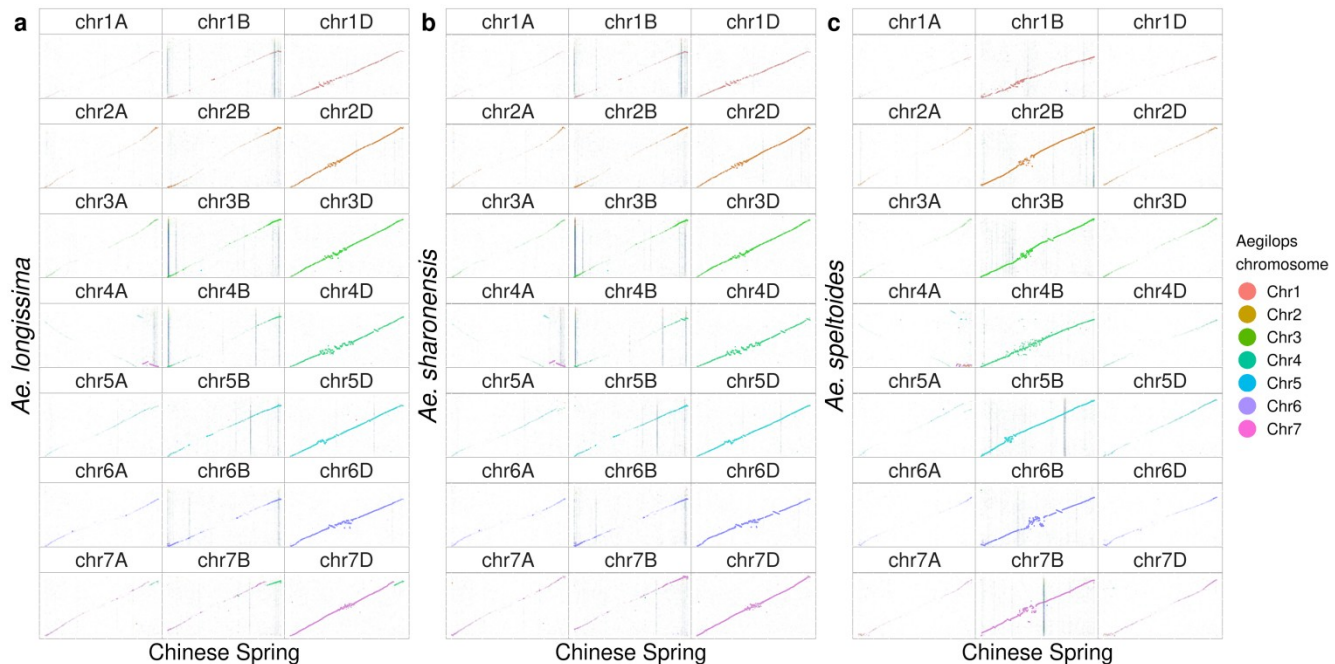 a
chr1A chr1B chr1D
chr2A chr2B chr2D
chr3A chr3B chr3D
chr4A chr4B chr4D
chr5A chr5B chr5D
chr6A chr6B chr6D
chr7A chr7B chr7D
Ae. longissima
Chinese Spring
b
chr1A chr1B chr1D
chr2A chr2B chr2D
chr3A chr3B chr3D
chr4A chr4B chr4D
chr5A chr5B chr5D
chr6A chr6B chr6D
chr7A chr7B chr7D
Ae. sharonensis
Chinese Spring
c
chr1A chr1B chr1D
chr2A chr2B chr2D
chr3A chr3B chr3D
chr4A chr4B chr4D
chr5A chr5B chr5D
chr6A chr6B chr6D
chr7A chr7B chr7D
Ae. speltoides
Chinese Spring
Aegilops
chromosome
Chr1
Chr2
Chr3
Chr4
Chr5
Chr6
Chr7